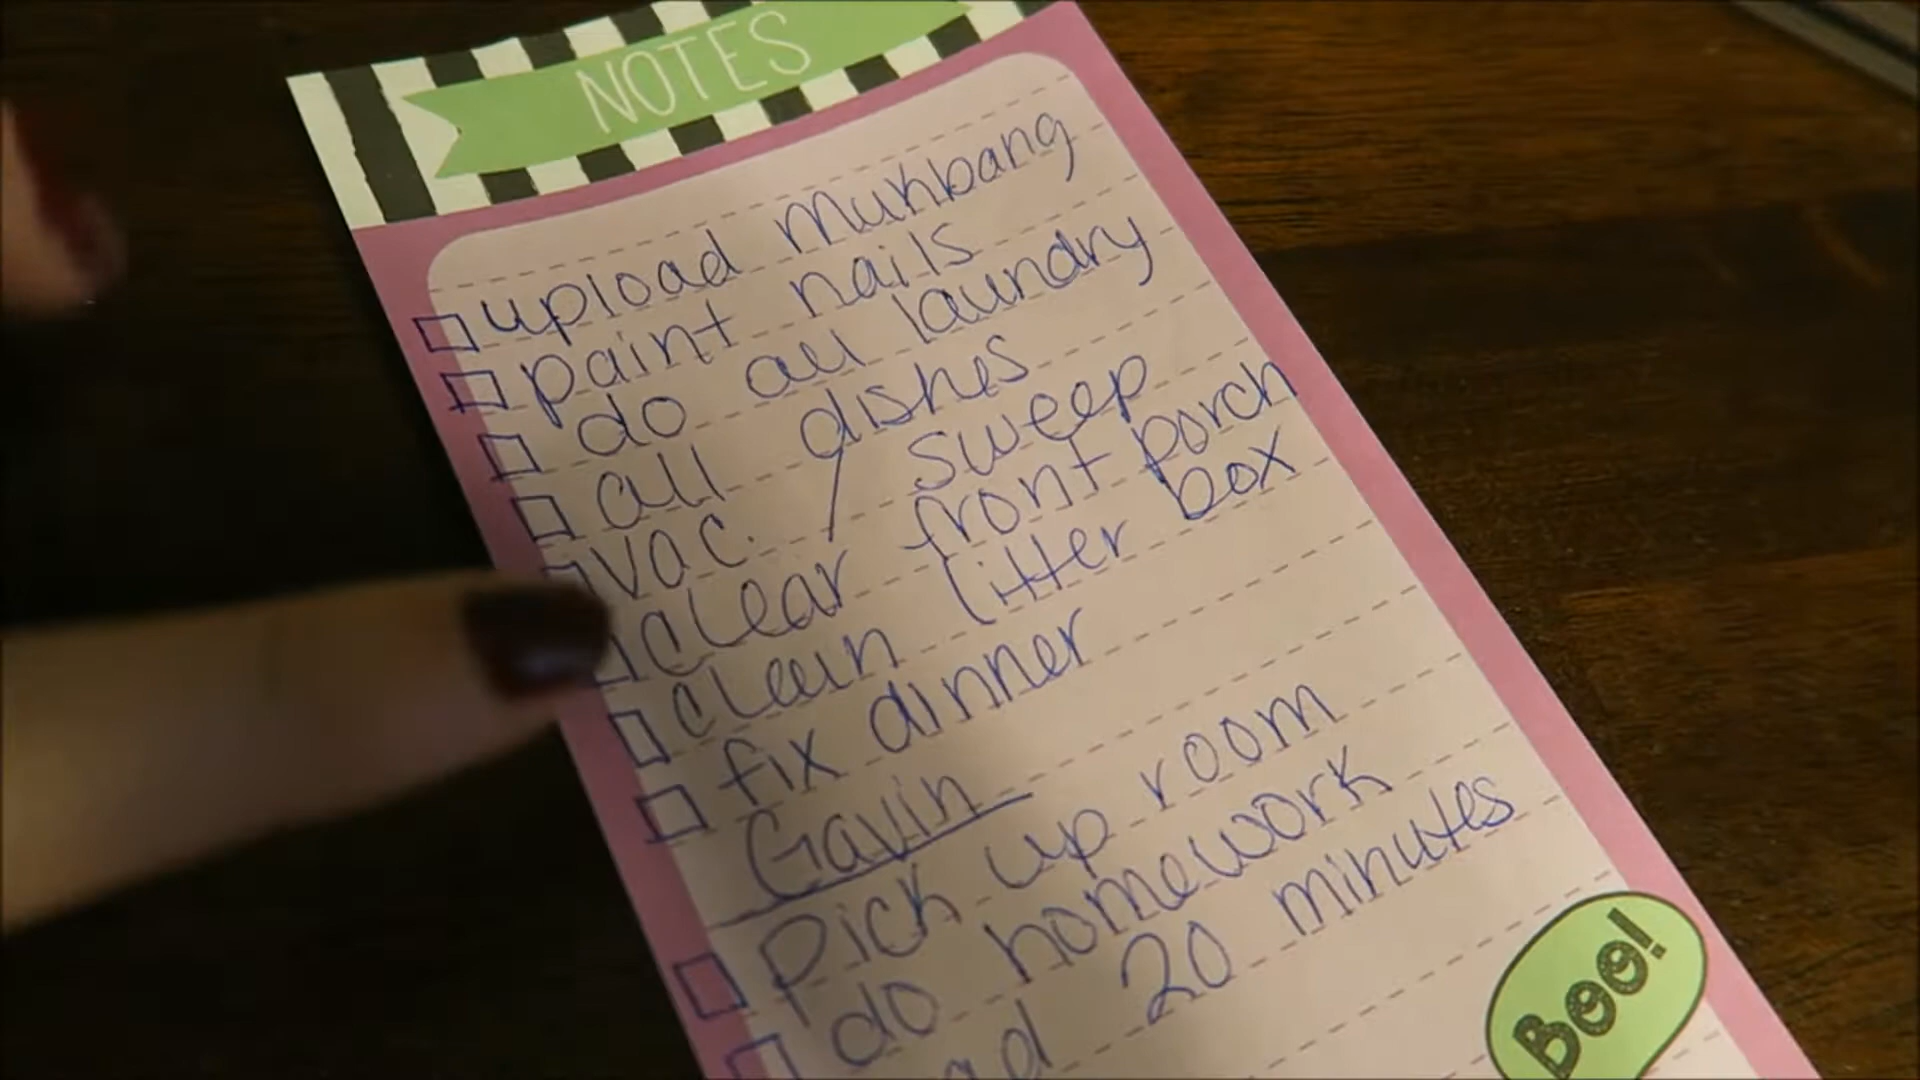 NOTES
upload mukbang
paint nails
do all laundry
all dishes
vac. / sweep
clear front porch
clean litter box
fix dinner
Gavin
Pick up room
do homework
20 minutes
BOO!